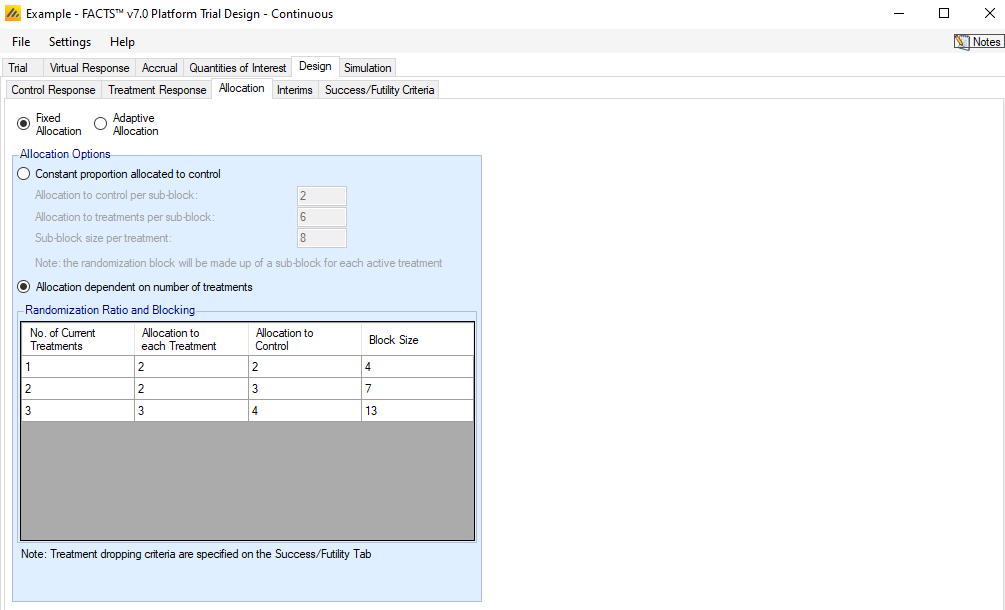 Example - FACTS™ v7.0 Platform Trial Design - Continuous
File Settings Help
Notes
Trial Virtual Response Accrual Quantities of Interest Design Simulation
Control Response Treatment Response Allocation Interims Success/Futility Criteria
Fixed Allocation
Adaptive Allocation
Allocation Options
Constant proportion allocated to control
Allocation to control per sub-block: 2
Allocation to treatments per sub-block: 6
Sub-block size per treatment: 8
Note: the randomization block will be made up of a sub-block for each active treatment
Allocation dependent on number of treatments
Randomization Ratio and Blocking
No. of Current Treatments Allocation to each Treatment Allocation to Control Block Size
1 2 2 4
2 2 3 7
3 3 4 13
Note: Treatment dropping criteria are specified on the Success/Futility Tab